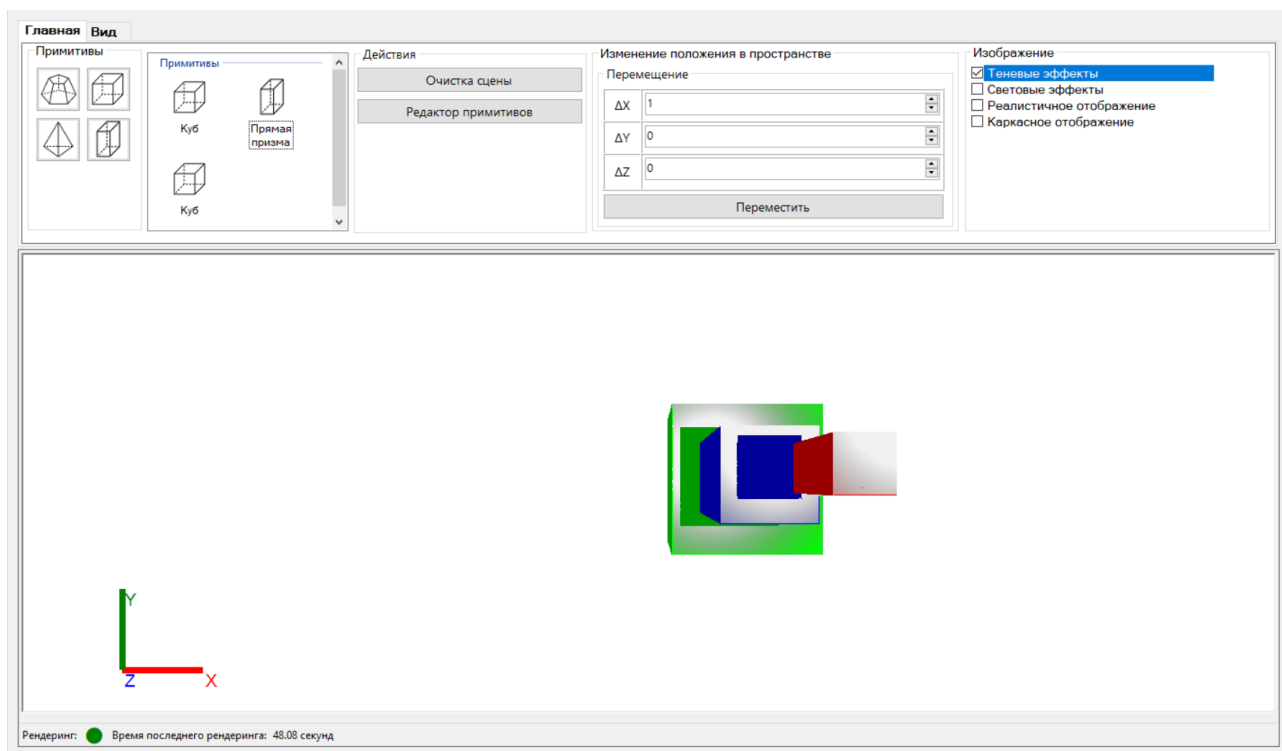 Главная Вид
Примитивы
Примитивы
Куб
Прямая призма
Куб
Действия
Очистка сцены
Редактор примитивов
Изменение положения в пространстве
Перемещение
ΔX 1
ΔY 0
ΔZ 0
Переместить
Изображение
Теневые эффекты
Световые эффекты
Реалистичное отображение
Каркасное отображение
Y
Z X
Рендеринг: Время последнего рендеринга: 48.08 секунд